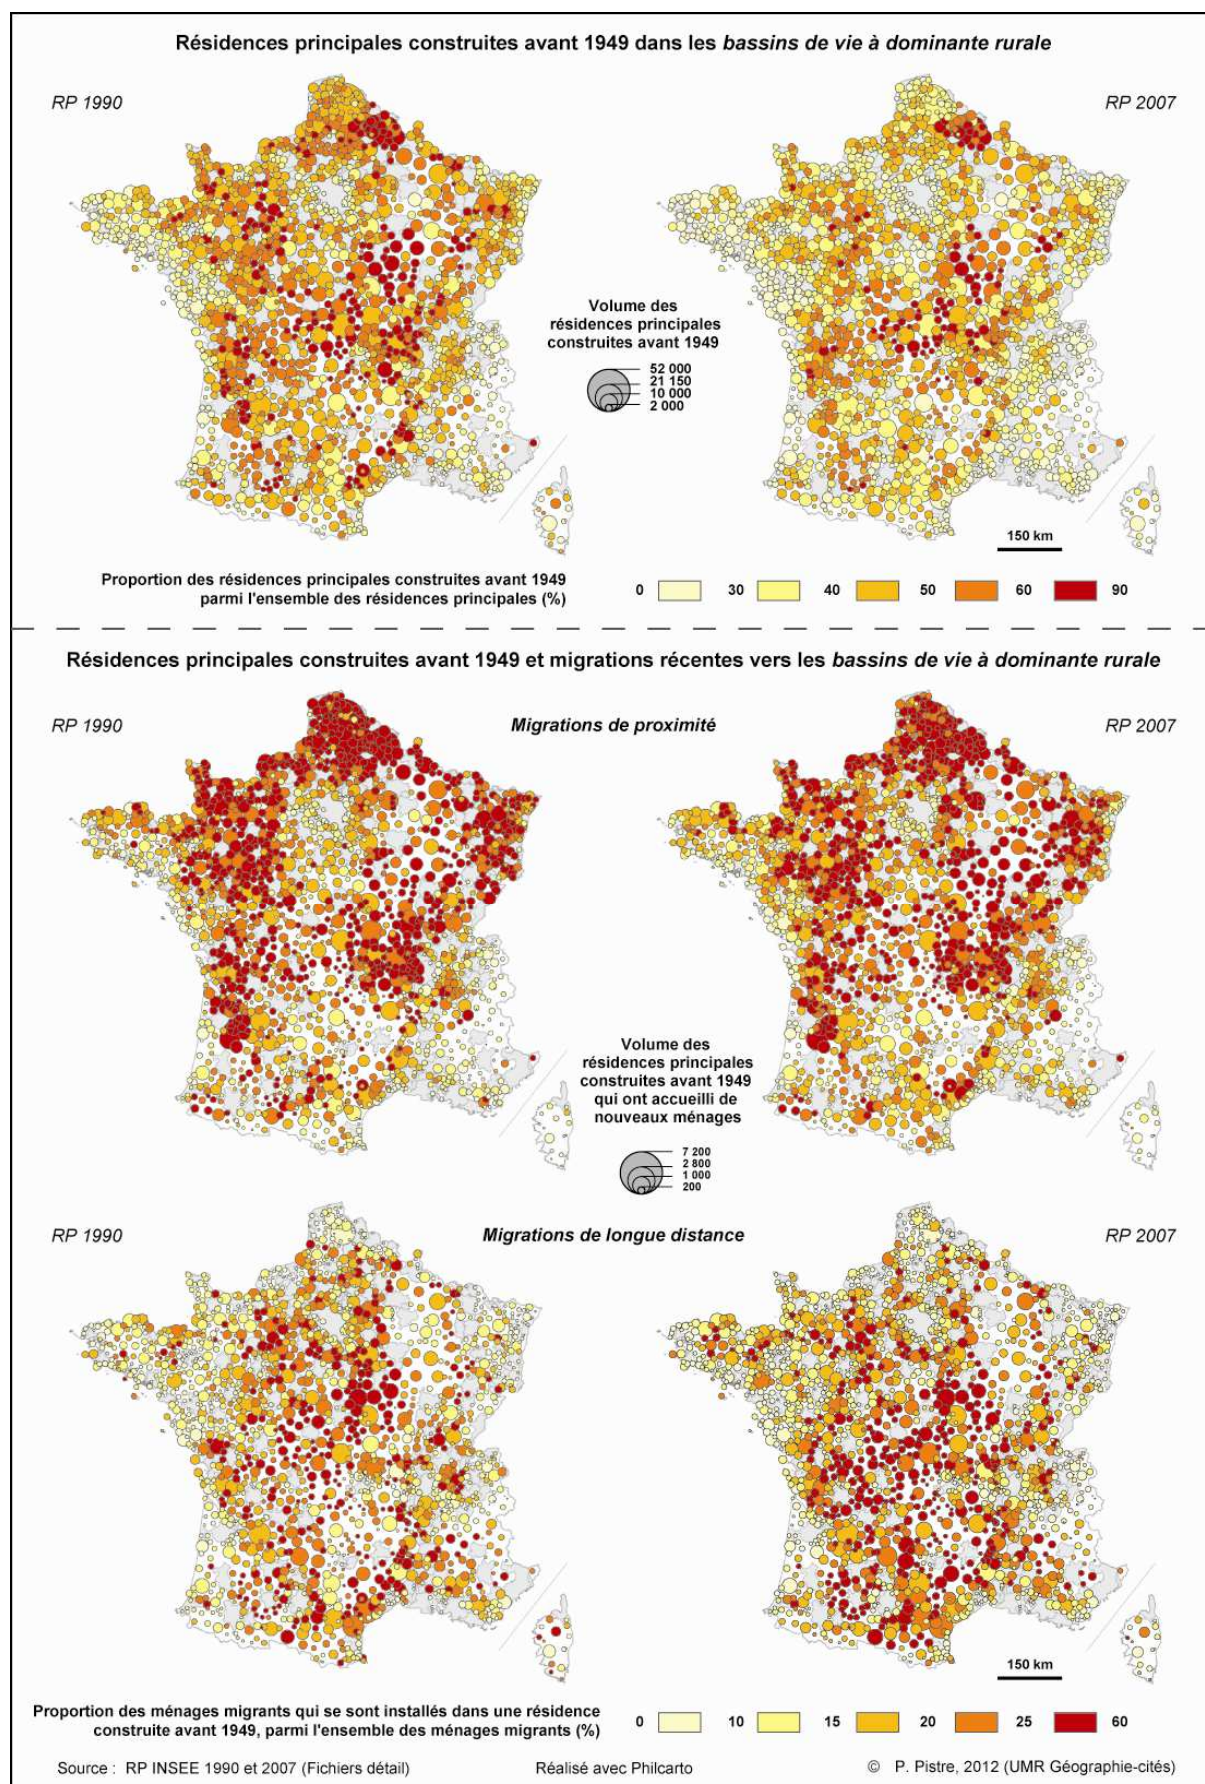 Résidences principales construites avant 1949 dans les bassins de vie à dominante rurale
RP 1990
RP 2007
Volume des
résidences principales
construites avant 1949
52 000
21 150
10 000
2 000
150 km
Proportion des résidences principales construites avant 1949
parmi l'ensemble des résidences principales (%)
0 30 40 50 60 90
Résidences principales construites avant 1949 et migrations récentes vers les bassins de vie à dominante rurale
RP 1990
Migrations de proximité
RP 2007
Volume des
résidences principales
construites avant 1949
qui ont accueilli de
nouveaux ménages
7 200
2 800
1 000
200
RP 1990
Migrations de longue distance
RP 2007
150 km
Proportion des ménages migrants qui se sont installés dans une résidence
construite avant 1949, parmi l'ensemble des ménages migrants (%)
0 10 15 20 25 60
Source : RP INSEE 1990 et 2007 (Fichiers détail)
Réalisé avec Philcarto
© P. Pistre, 2012 (UMR Géographie-cités)